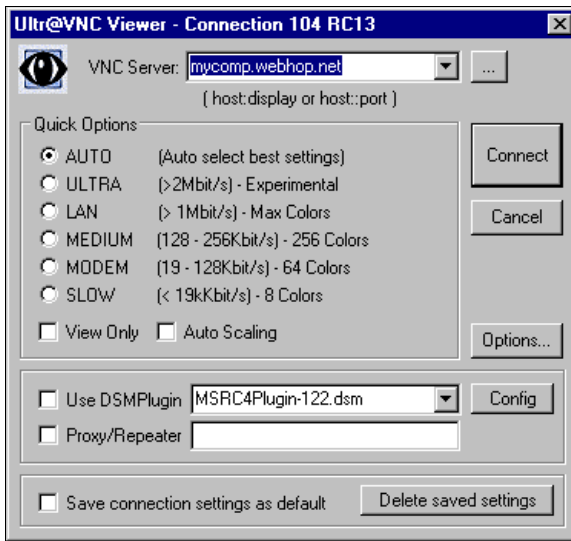 Ultr@VNC Viewer - Connection 104 RC13
VNC Server: mycomp.webhop.net ...
( host:display or host::port )
Quick Options
AUTO (Auto select best settings)
ULTRA (>2Mbit/s) - Experimental
LAN (> 1Mbit/s) - Max Colors
MEDIUM (128 - 256Kbit/s) - 256 Colors
MODEM (19 - 128Kbit/s) - 64 Colors
SLOW (< 19kKbit/s) - 8 Colors
View Only Auto Scaling
Connect
Cancel
Options...
Use DSMPlugin MSRC4Plugin-122.dsm Config
Proxy/Repeater
Save connection settings as default Delete saved settings